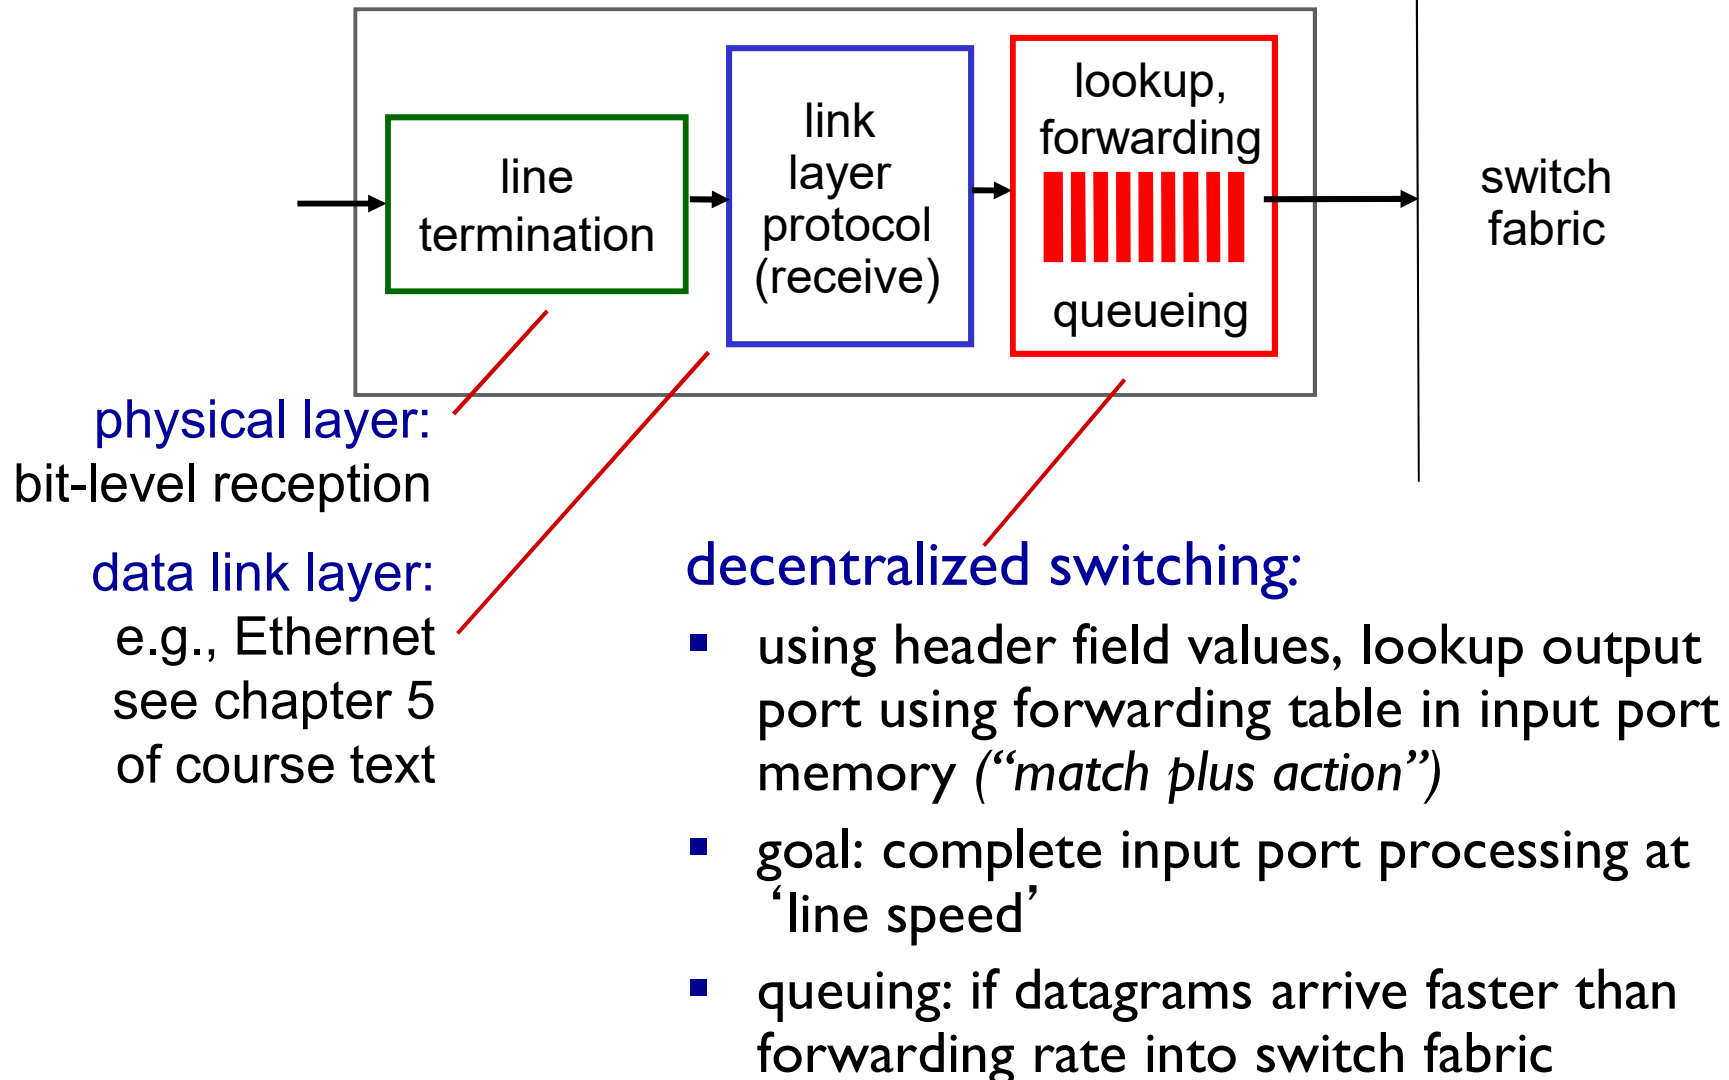 line
termination
link
layer
protocol
(receive)
lookup,
forwarding
queueing
switch
fabric
physical layer:
bit-level reception
data link layer:
e.g., Ethernet
see chapter 5
of course text
decentralized switching:
▪ using header field values, lookup output
port using forwarding table in input port
memory (“match plus action”)
▪ goal: complete input port processing at
‘line speed’
▪ queuing: if datagrams arrive faster than
forwarding rate into switch fabric